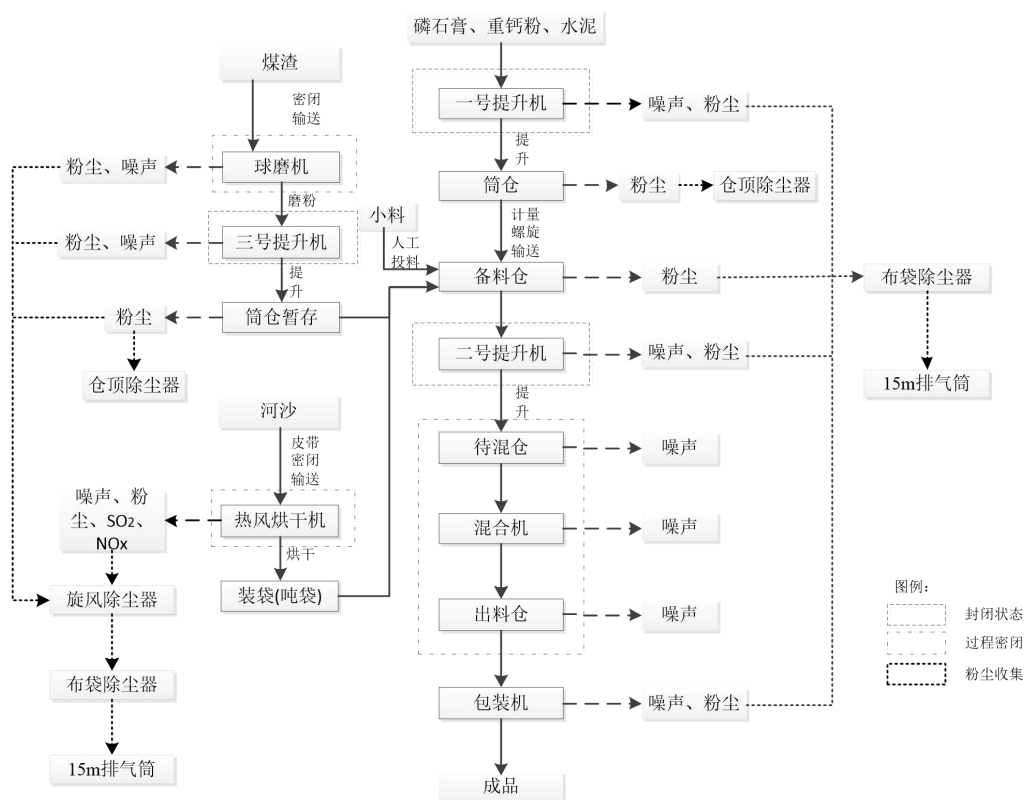 磷石膏、重钙粉、水泥
煤渣
密闭
输送
一号提升机
噪声、粉尘
提
升
球磨机
粉尘、噪声
磨粉
筒仓
粉尘
仓顶除尘器
小料
人工
投料
计量
螺旋
输送
三号提升机
粉尘、噪声
提
升
备料仓
粉尘
布袋除尘器
筒仓暂存
粉尘
仓顶除尘器
二号提升机
噪声、粉尘
15m排气筒
提
升
河沙
皮带
密闭
输送
待混仓
噪声
热风烘干机
噪声、粉
尘、SO2、
NOx
烘干
混合机
噪声
装袋(吨袋)
旋风除尘器
出料仓
噪声
图例：
封闭状态
过程密闭
粉尘收集
布袋除尘器
包装机
噪声、粉尘
15m排气筒
成品